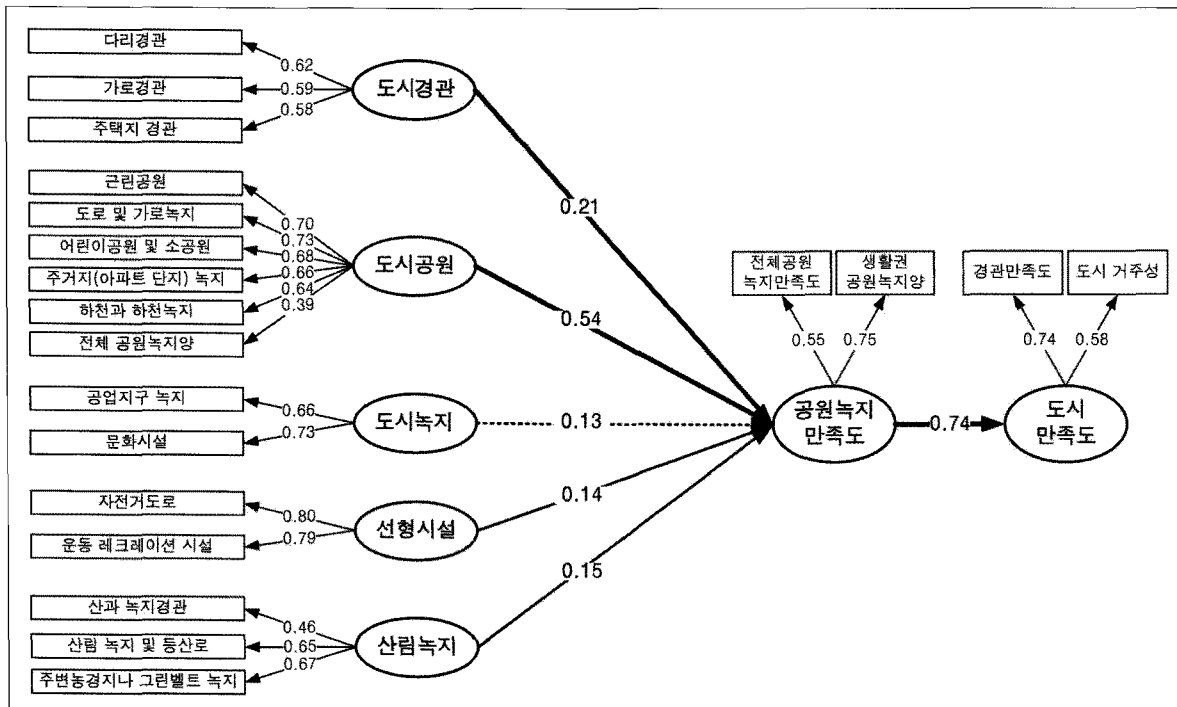 다리경관
0.62
가로경관
0.59
주택지 경관
0.58
도시경관
0.21
근린공원
0.70
도로 및 가로녹지
0.73
어린이공원 및 소공원
0.68
주거지(아파트 단지) 녹지
0.66
하천과 하천녹지
0.64
전체 공원녹지양
0.39
도시공원
0.54
공업지구 녹지
0.66
문화시설
0.73
도시녹지
0.13
자전거도로
0.80
운동 레크레이션 시설
0.79
선형시설
0.14
산과 녹지경관
0.46
산림 녹지 및 등산로
0.65
주변농경지나 그린벨트 녹지
0.67
산림녹지
0.15
전체공원
녹지만족도
0.55
생활권
공원녹지양
0.75
공원녹지
만족도
0.74
경관만족도
0.74
도시 거주성
0.58
도시
만족도